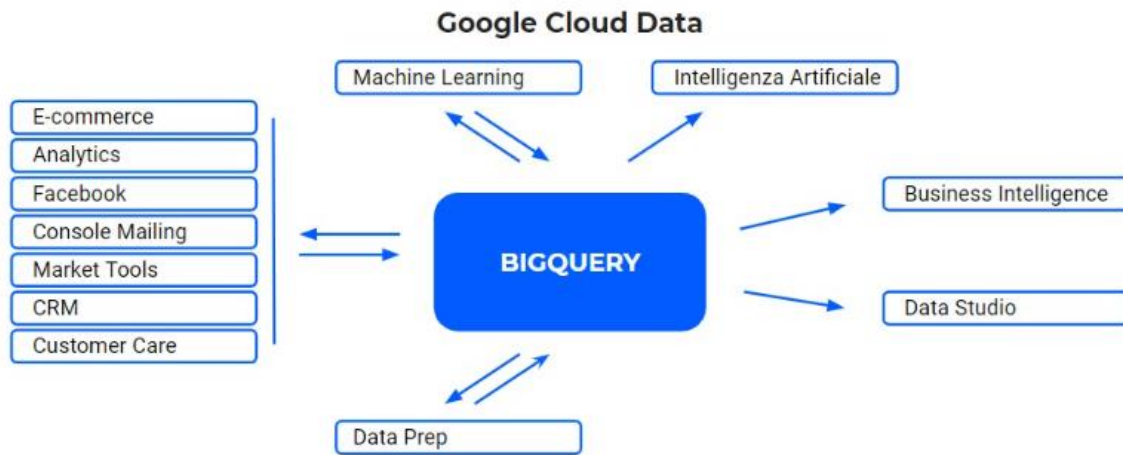 Google Cloud Data
Machine Learning
Intelligenza Artificiale
E-commerce
Analytics
Facebook
Console Mailing
Market Tools
CRM
Customer Care
BIGQUERY
Business Intelligence
Data Studio
Data Prep